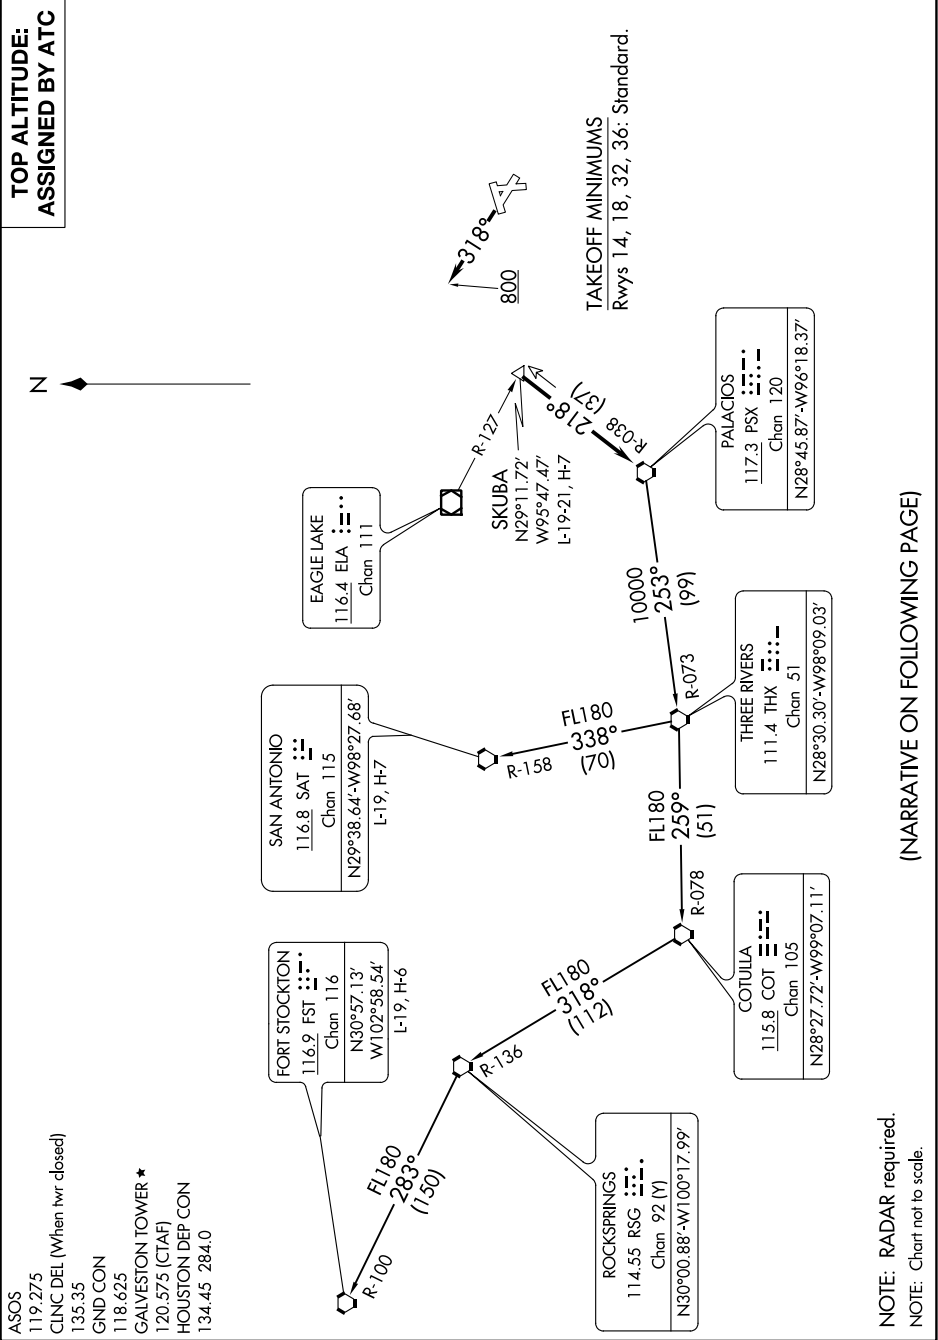 TOP ALTITUDE:
ASSIGNED BY ATC
ASOS
119.275
CLNC DEL (When twr closed)
135.35
GND CON
118.625
GALVESTON TOWER ★
120.575 (CTAF)
HOUSTON DEP CON
134.45 284.0
N
318°
800
TAKEOFF MINIMUMS
Rwys 14, 18, 32, 36: Standard.
FORT STOCKTON
116.9 FST
Chan 116
N30°57.13'
W102°58.54'
L-19, H-6
SAN ANTONIO
116.8 SAT
Chan 115
N29°38.64'-W98°27.68'
L-19, H-7
EAGLE LAKE
116.4 ELA
Chan 111
R-127
SKUBA
N29°11.72'
W95°47.47'
L-19-21, H-7
218°
(37)
R-038
PALACIOS
117.3 PSX
Chan 120
N28°45.87'-W96°18.37'
10000
253°
(99)
R-073
THREE RIVERS
111.4 THX
Chan 51
N28°30.30'-W98°09.03'
FL180
338°
(70)
R-158
FL180
259°
(51)
R-078
COTULLA
115.8 COT
Chan 105
N28°27.72'-W99°07.11'
FL180
318°
(112)
R-136
ROCKSPRINGS
114.55 RSG
Chan 92 (Y)
N30°00.88'-W100°17.99'
FL180
283°
(150)
R-100
NOTE: RADAR required.
NOTE: Chart not to scale.
(NARRATIVE ON FOLLOWING PAGE)